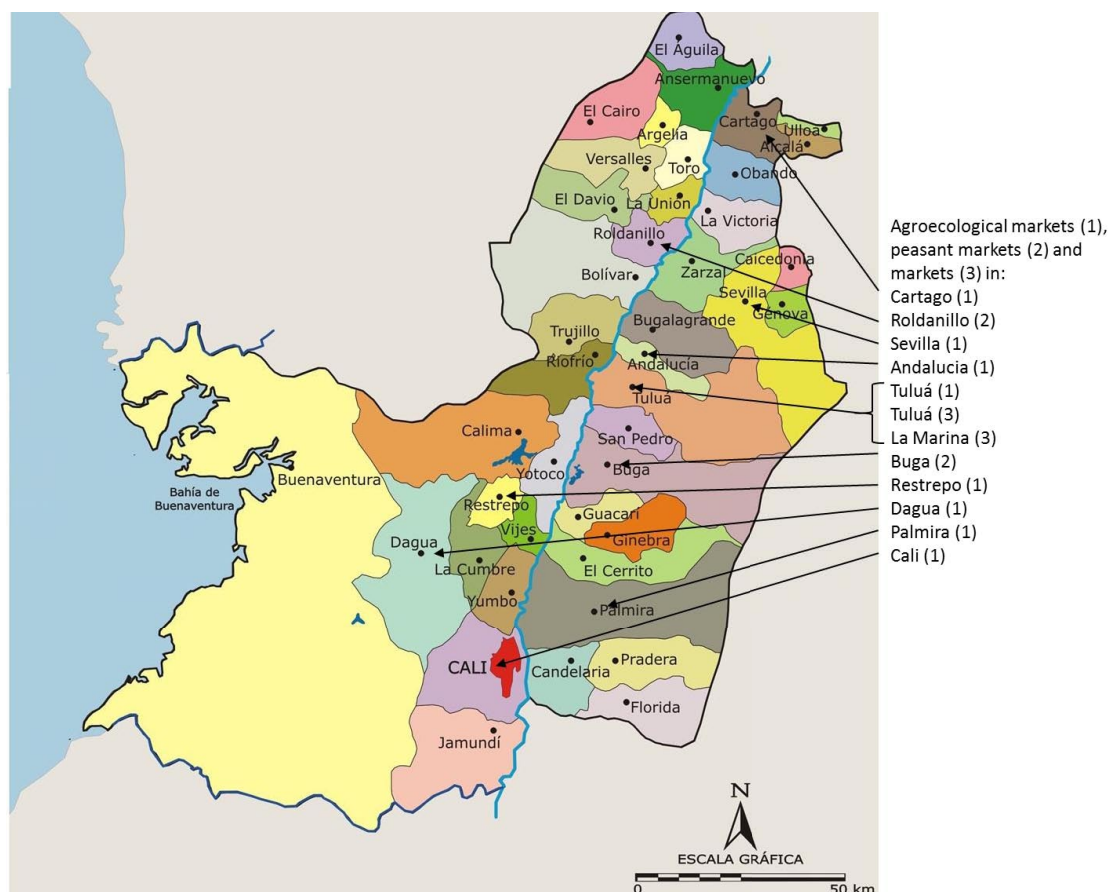 El Águila
Ansermanuevo
El Cairo
Cartago
Ulloa
Argelia
Alcalá
Versalles
Toro
Obando
El Davio
La Unión
La Victoria
Roldanillo
Caicedonia
Zarzal
Bolívar
Sevilla
Génova
Trujillo
Bugalagrande
Riofrío
Andalucía
Tuluá
Calima
San Pedro
Yotoco
Buga
Buenaventura
Bahía de
Buenaventura
Restrepo
Guacarí
Vijes
Ginebra
Dagua
La Cumbre
El Cerrito
Yumbo
Palmira
CALI
Candelaria
Pradera
Florida
Jamundí
Agroecological markets (1),
peasant markets (2) and
markets (3) in:
Cartago (1)
Roldanillo (2)
Sevilla (1)
Andalucia (1)
Tuluá (1)
Tuluá (3)
La Marina (3)
Buga (2)
Restrepo (1)
Dagua (1)
Palmira (1)
Cali (1)
N
ESCALA GRÁFICA
0 50 km